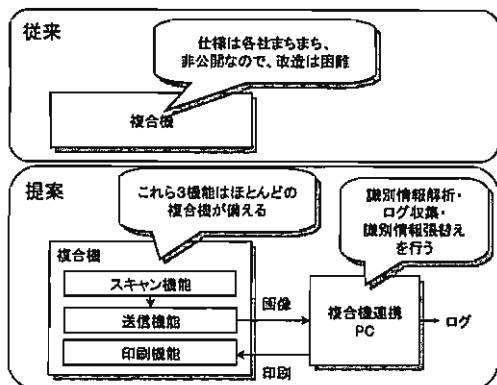 従来
仕様は各社まちまち、
非公開なので、改造は困難
複合機
提案
これら3機能はほとんどの
複合機が備える
識別情報解析・
ログ収集・
識別情報張替え
を行う
複合機
スキャン機能
送信機能
印刷機能
画像
印刷
複合機連携
PC
ログ